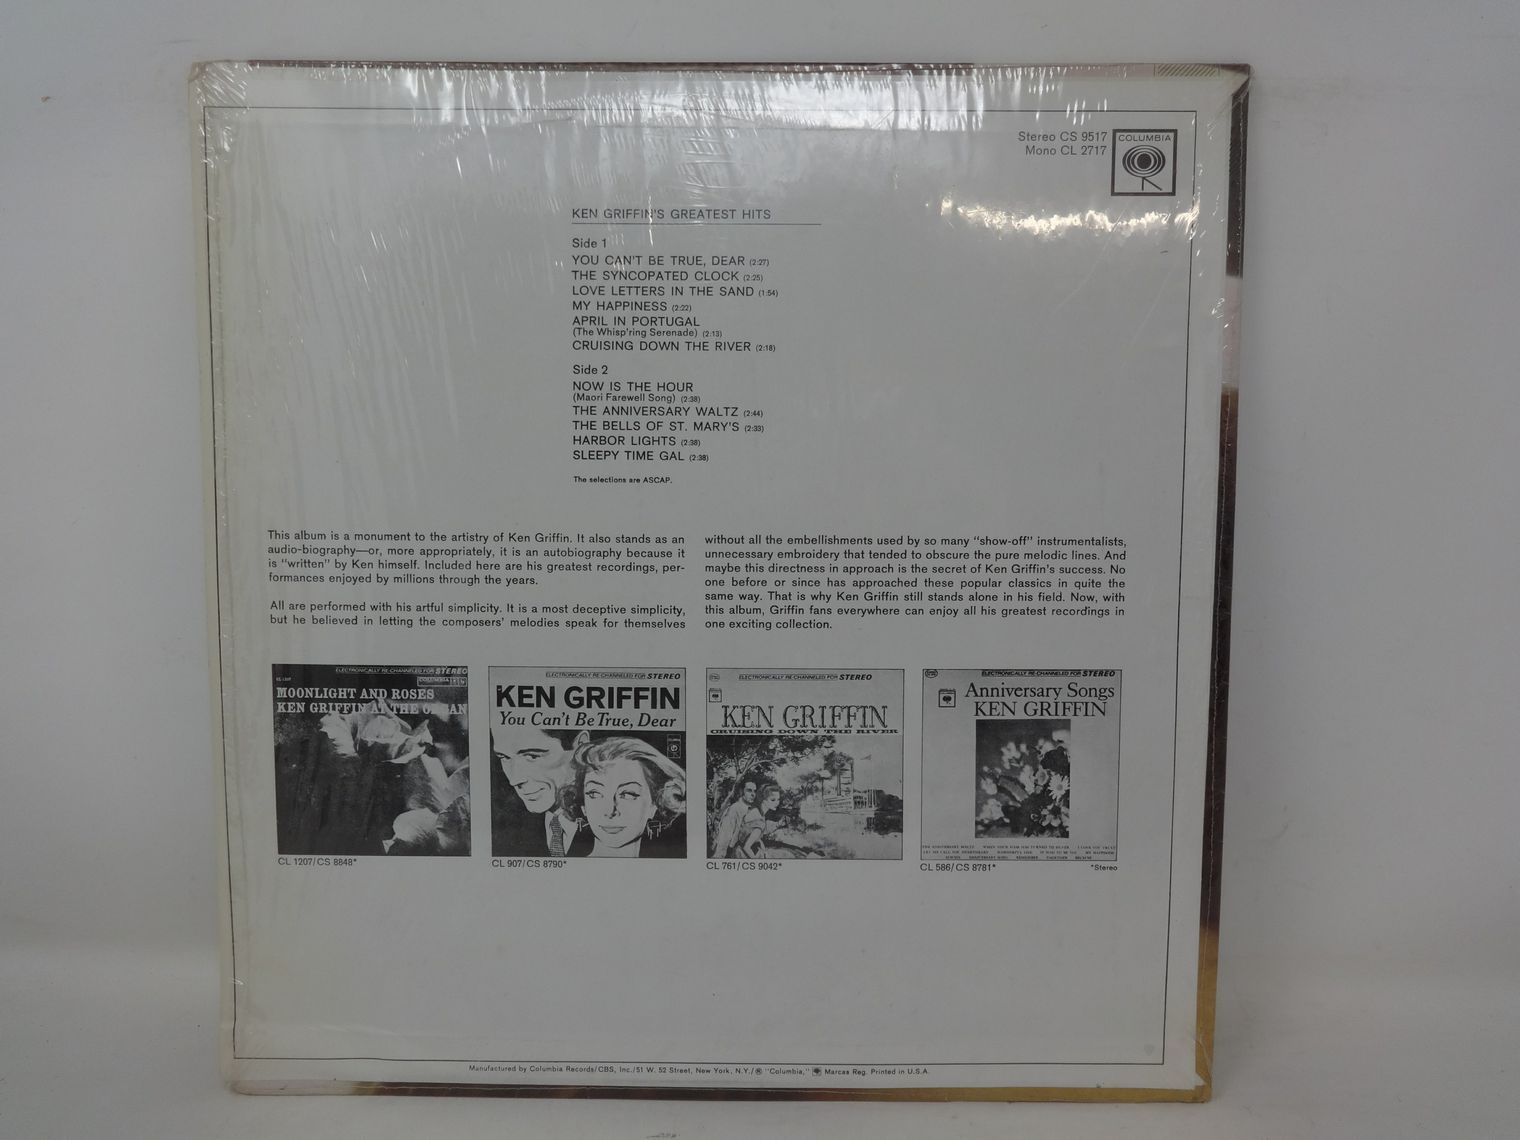 Stereo CS 9517
Mono CL 2717
COLUMBIA
KEN GRIFFIN'S GREATEST HITS
Side 1
YOU CAN'T BE TRUE, DEAR (2:27)
THE SYNCOPATED CLOCK (2:25)
LOVE LETTERS IN THE SAND (1:54)
MY HAPPINESS (2:22)
APRIL IN PORTUGAL
(The Whisp'ring Serenade) (2:13)
CRUISING DOWN THE RIVER (2:18)
Side 2
NOW IS THE HOUR
(Maori Farewell Song) (2:38)
THE ANNIVERSARY WALTZ (2:44)
THE BELLS OF ST. MARY'S (2:33)
HARBOR LIGHTS (2:38)
SLEEPY TIME GAL (2:38)
The selections are ASCAP.
This album is a monument to the artistry of Ken Griffin. It also stands as an
audio-biography—or, more appropriately, it is an autobiography because it
is "written" by Ken himself. Included here are his greatest recordings, per-
formances enjoyed by millions through the years.
All are performed with his artful simplicity. It is a most deceptive simplicity,
but he believed in letting the composers' melodies speak for themselves
without all the embellishments used by so many "show-off" instrumentalists,
unnecessary embroidery that tended to obscure the pure melodic lines. And
maybe this directness in approach is the secret of Ken Griffin's success. No
one before or since has approached these popular classics in quite the
same way. That is why Ken Griffin still stands alone in his field. Now, with
this album, Griffin fans everywhere can enjoy all his greatest recordings in
one exciting collection.
ELECTRONICALLY RE-CHANNELED FOR STEREO
COLUMBIA
MOONLIGHT AND ROSES
KEN GRIFFIN AT THE ORGAN
CL 1207/CS 8848*
ELECTRONICALLY RE-CHANNELED FOR STEREO
KEN GRIFFIN
You Can't Be True, Dear
CL 907/CS 8790*
ELECTRONICALLY RE-CHANNELED FOR STEREO
KEN GRIFFIN
CRUISING DOWN THE RIVER
CL 761/CS 9042*
ELECTRONICALLY RE-CHANNELED FOR STEREO
Anniversary Songs
KEN GRIFFIN
CL 586/CS 8781*
*Stereo
Manufactured by Columbia Records/CBS, Inc./51 W. 52 Street, New York, N.Y./® "Columbia," Marcas Reg. Printed in U.S.A.